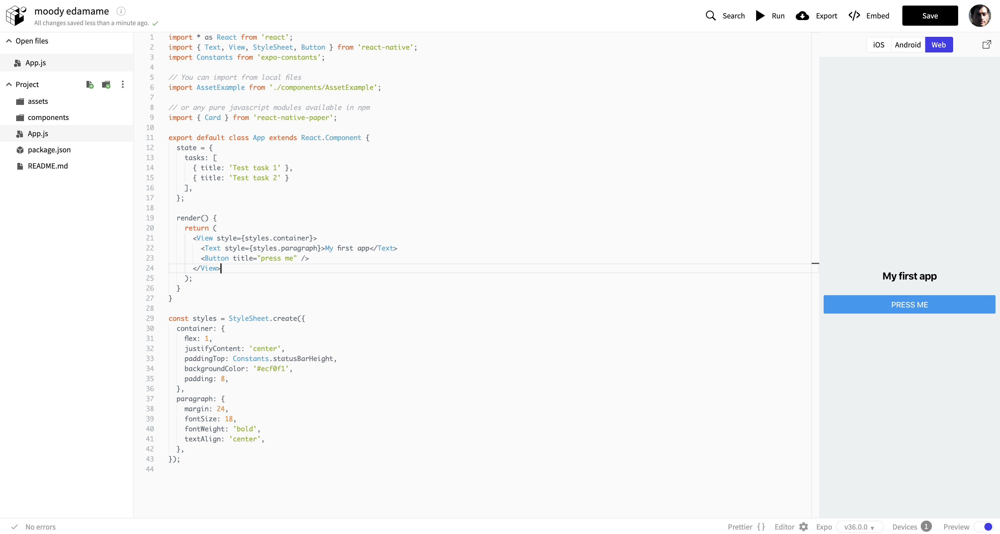 moody edamame
All changes saved less than a minute ago.
Search Run Export Embed Save
Open files
App.js
Project
assets
components
App.js
package.json
README.md
1 import * as React from 'react';
2 import { Text, View, StyleSheet, Button } from 'react-native';
3 import Constants from 'expo-constants';
4
5 // You can import from local files
6 import AssetExample from './components/AssetExample';
7
8 // or any pure javascript modules available in npm
9 import { Card } from 'react-native-paper';
10
11 export default class App extends React.Component {
12 state = {
13 tasks: [
14 { title: 'Test task 1' },
15 { title: 'Test task 2' }
16 ],
17 };
18
19 render() {
20 return (
21 <View style={styles.container}>
22 <Text style={styles.paragraph}>My first app</Text>
23 <Button title="press me" />
24 </View>
25 );
26 }
27 }
28
29 const styles = StyleSheet.create({
30 container: {
31 flex: 1,
32 justifyContent: 'center',
33 paddingTop: Constants.statusBarHeight,
34 backgroundColor: '#ecf0f1',
35 padding: 8,
36 },
37 paragraph: {
38 margin: 24,
39 fontSize: 18,
40 fontWeight: 'bold',
41 textAlign: 'center',
42 },
43 });
44
iOS Android Web
My first app
PRESS ME
No errors
Prettier {} Editor Expo v36.0.0 Devices 1 Preview